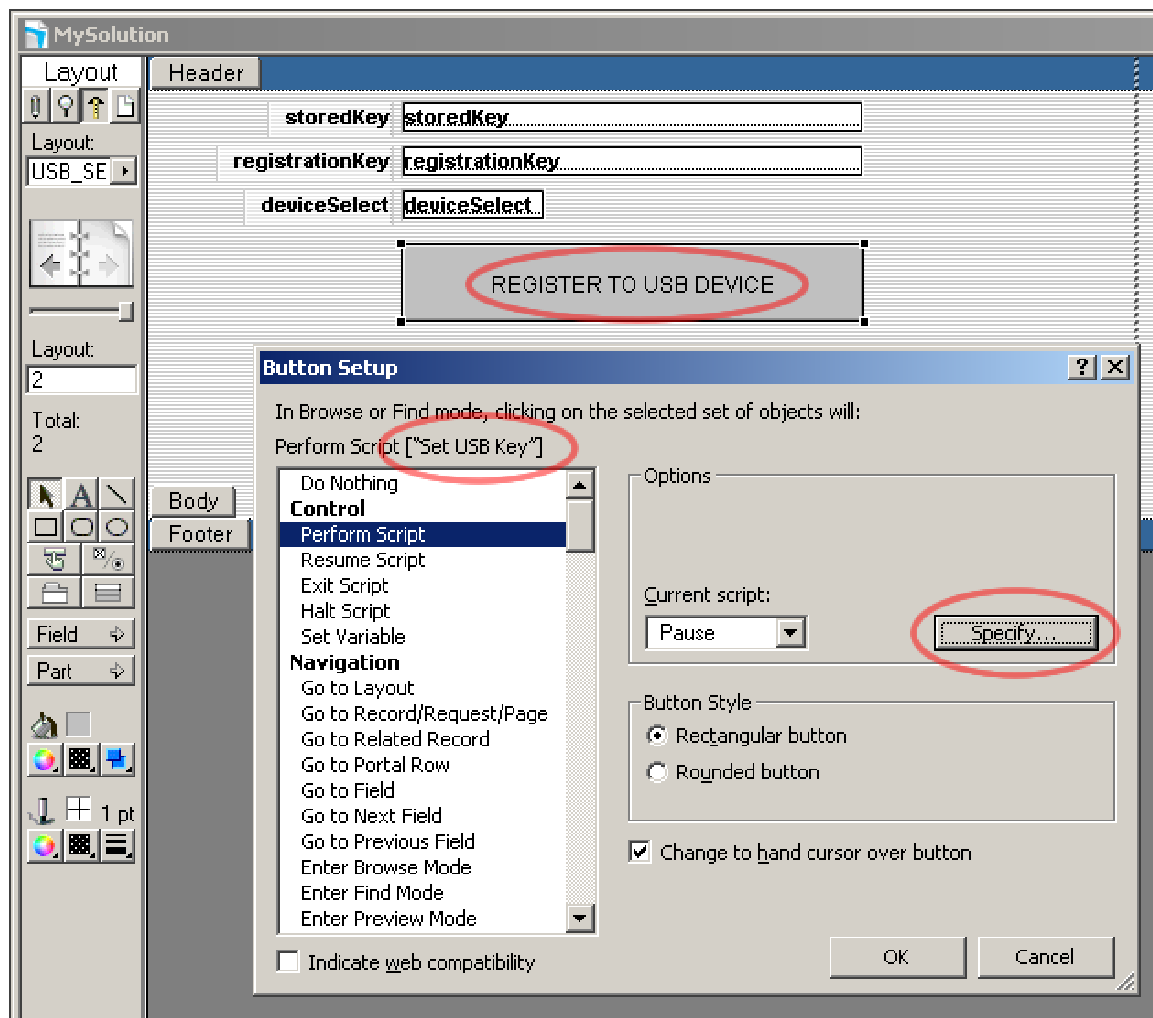 MySolution
Layout
Header
storedKey storedKey
Layout:
USB_SE
registrationKey registrationKey
deviceSelect deviceSelect
REGISTER TO USB DEVICE
Layout:
2
Total:
2
Body
Footer
Field
Part
1 pt
Button Setup
In Browse or Find mode, clicking on the selected set of objects will:
Perform Script ["Set USB Key"]
Do Nothing
Control
Perform Script
Resume Script
Exit Script
Halt Script
Set Variable
Navigation
Go to Layout
Go to Record/Request/Page
Go to Related Record
Go to Portal Row
Go to Field
Go to Next Field
Go to Previous Field
Enter Browse Mode
Enter Find Mode
Enter Preview Mode
Indicate web compatibility
Options
Current script:
Pause
Specify...
Button Style
Rectangular button
Rounded button
Change to hand cursor over button
OK
Cancel